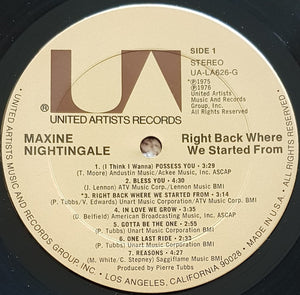 SIDE 1
STEREO
UA-LA626-G
℗1975
℗1976
United Artists
Music And Records
Group, Inc.
All Rights Reserved.
UA
®
UNITED ARTISTS RECORDS
MAXINE
NIGHTINGALE
Right Back Where
We Started From
1. (I Think I Wanna) POSSESS YOU - 3:29
(T. Moore) Andustin Music/Ackee Music Inc. ASCAP
2. BLESS YOU - 4:30
(J. Lennon) ATV Music Corp./Lennon Music BMI
*3. RIGHT BACK WHERE WE STARTED FROM - 3:14
(P. Tubbs/V. Edwards) Unart Music Corporation/ATV Music Corp. BMI
4. IN LOVE WE GROW - 3:35
(G. Belfield) American Broadcasting Music, Inc. ASCAP
5. GOTTA BE THE ONE - 2:53
(P. Tubbs) Unart Music Corporation BMI
6. ONE LAST RIDE - 2:33
(P. Tubbs) Unart Music Corporation BMI
7. REASONS - 4:27
(M. White/C. Stepney) Saggiflame Music BMI
Produced by Pierre Tubbs
UNITED ARTISTS MUSIC AND RECORDS GROUP, INC., LOS ANGELES, CALIFORNIA 90028 • MADE IN U.S.A.